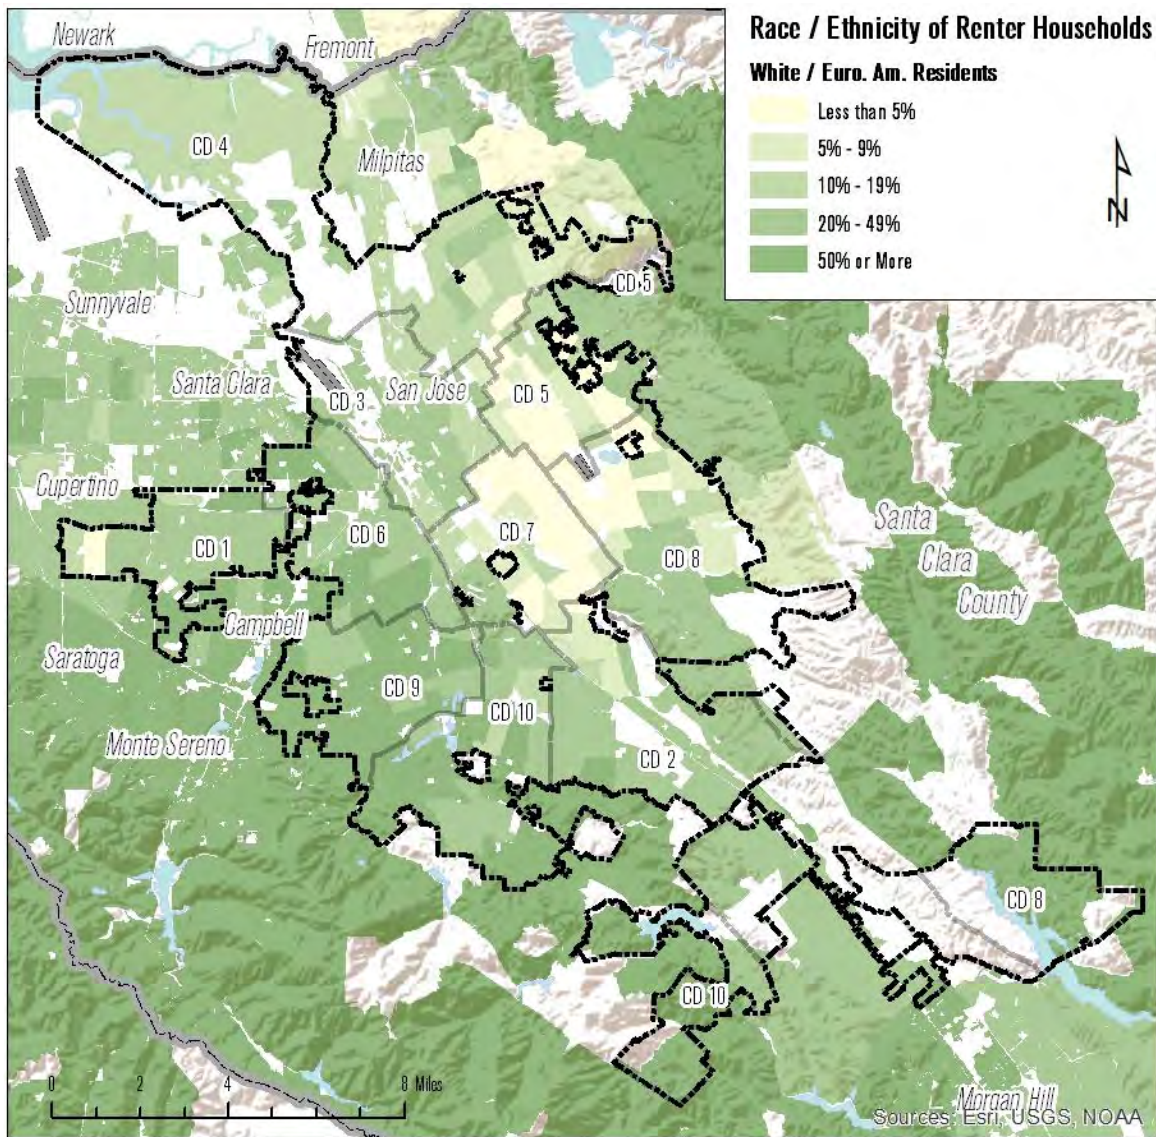 Race / Ethnicity of Renter Households
White / Euro. Am. Residents
Less than 5%
5% - 9%
10% - 19%
20% - 49%
50% or More
N
Newark
Fremont
CD 4
Milpitas
CD 5
Sunnyvale
Santa Clara
CD 3
San Jose
CD 5
Cupertino
CD 1
CD 6
CD 7
CD 8
Santa
Clara
County
Campbell
Saratoga
CD 9
CD 10
Monte Sereno
CD 2
CD 8
CD 10
0 2 4 8 Miles
Morgan Hill
Sources: Esri, USGS, NOAA